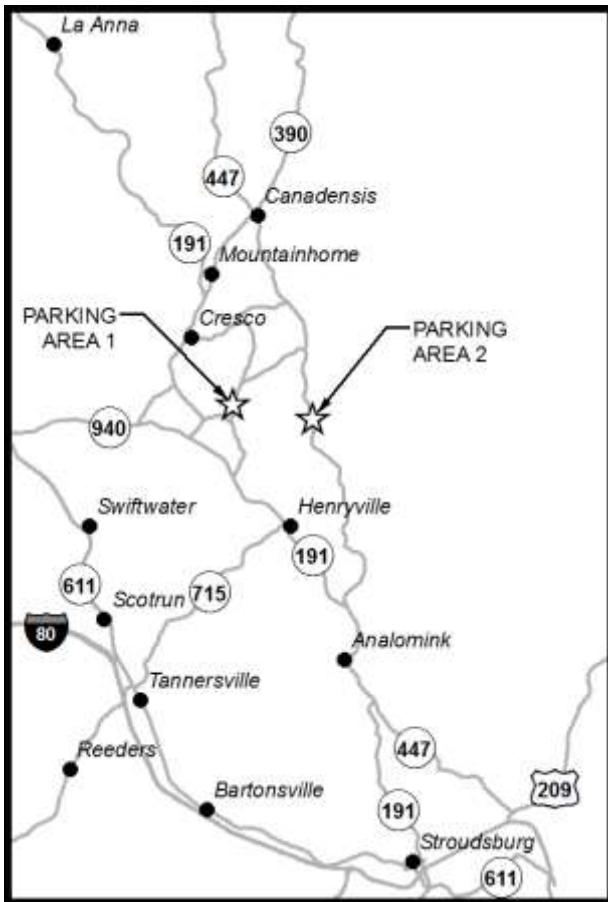 La Anna
390
447
Canadensis
191
Mountainhome
PARKING
AREA 1
Cresco
PARKING
AREA 2
940
Swiftwater
Henryville
191
611
715
Scotrun
80
Analomink
Tannersville
Reeders
447
209
Bartonsville
191
Stroudsburg
611